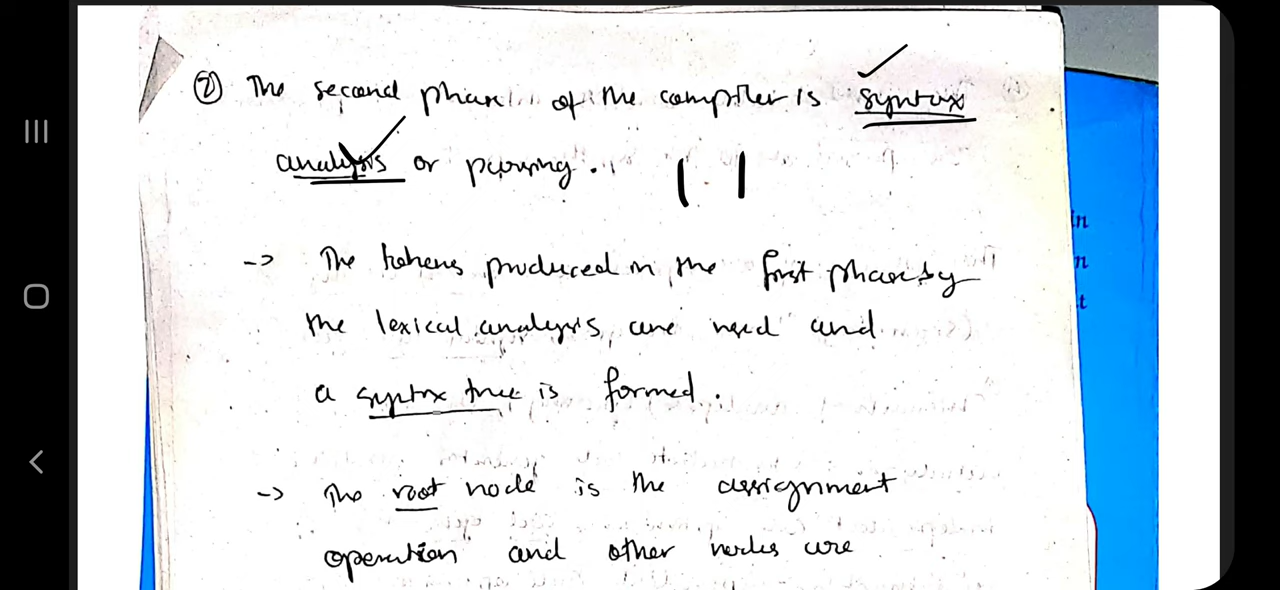 ② The second phase of the compiler is syntax
analysis or parsing.
-> The tokens produced in the first phase by
the lexical analysis, are used and
a syntax tree is formed.
-> The root node is the assignment
operation and other nodes are
in
n
t